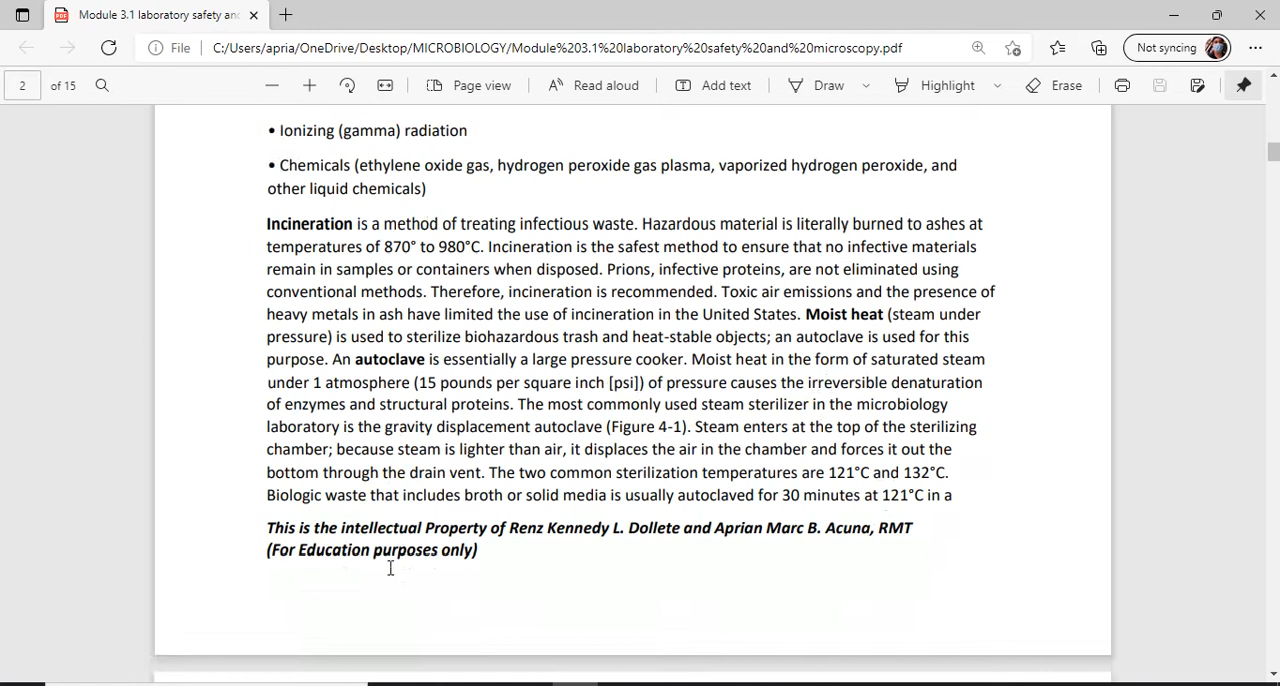 Module 3.1 laboratory safety and
File
C:/Users/apria/OneDrive/Desktop/MICROBIOLOGY/Module%203.1%20laboratory%20safety%20and%20microscopy.pdf
Not syncing
2 of 15
Page view
Read aloud
Add text
Draw
Highlight
Erase
• Ionizing (gamma) radiation
• Chemicals (ethylene oxide gas, hydrogen peroxide gas plasma, vaporized hydrogen peroxide, and
other liquid chemicals)
Incineration is a method of treating infectious waste. Hazardous material is literally burned to ashes at
temperatures of 870° to 980°C. Incineration is the safest method to ensure that no infective materials
remain in samples or containers when disposed. Prions, infective proteins, are not eliminated using
conventional methods. Therefore, incineration is recommended. Toxic air emissions and the presence of
heavy metals in ash have limited the use of incineration in the United States. Moist heat (steam under
pressure) is used to sterilize biohazardous trash and heat-stable objects; an autoclave is used for this
purpose. An autoclave is essentially a large pressure cooker. Moist heat in the form of saturated steam
under 1 atmosphere (15 pounds per square inch [psi]) of pressure causes the irreversible denaturation
of enzymes and structural proteins. The most commonly used steam sterilizer in the microbiology
laboratory is the gravity displacement autoclave (Figure 4-1). Steam enters at the top of the sterilizing
chamber; because steam is lighter than air, it displaces the air in the chamber and forces it out the
bottom through the drain vent. The two common sterilization temperatures are 121°C and 132°C.
Biologic waste that includes broth or solid media is usually autoclaved for 30 minutes at 121°C in a
This is the intellectual Property of Renz Kennedy L. Dollete and Aprian Marc B. Acuna, RMT
(For Education purposes only)